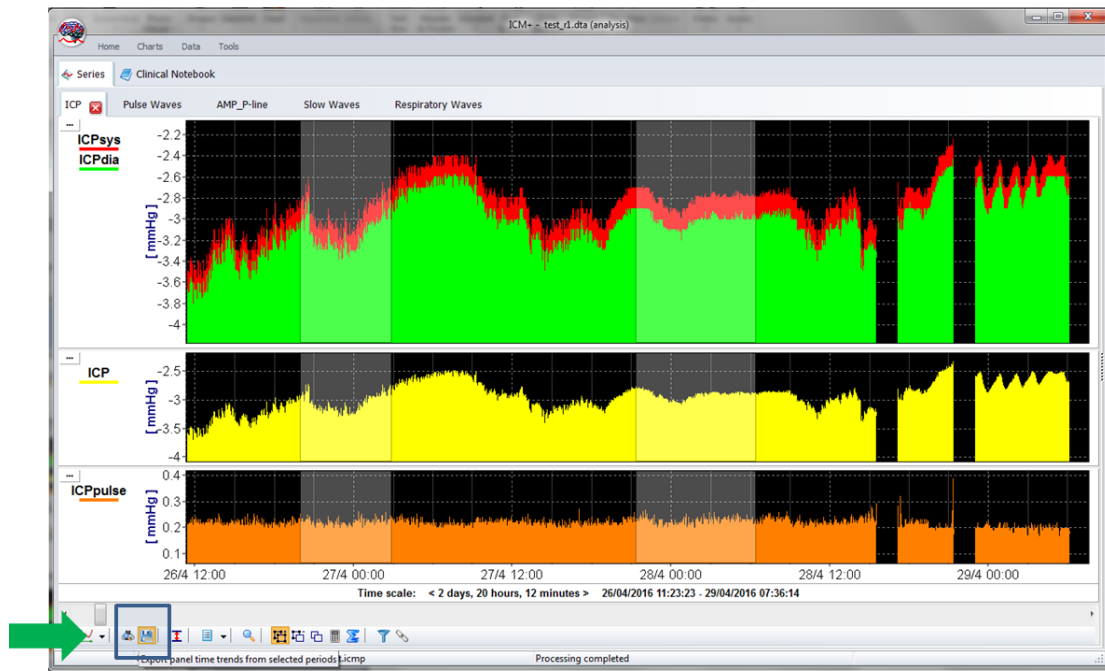 ICM+ - test_r1.dta (analysis)
Home Charts Data Tools
Series Clinical Notebook
ICP Pulse Waves AMP_P-line Slow Waves Respiratory Waves
ICPsys
ICPdia
[mmHg]
-2.2
-2.4
-2.6
-2.8
-3
-3.2
-3.4
-3.6
-3.8
-4
ICP
[mmHg]
-2.5
-3
-3.5
-4
ICPpulse
[mmHg]
0.4
0.3
0.2
0.1
26/4 12:00 27/4 00:00 27/4 12:00 28/4 00:00 28/4 12:00 29/4 00:00
Time scale: < 2 days, 20 hours, 12 minutes > 26/04/2016 11:23:23 - 29/04/2016 07:36:14
Export panel time trends from selected periods t.icmp Processing completed